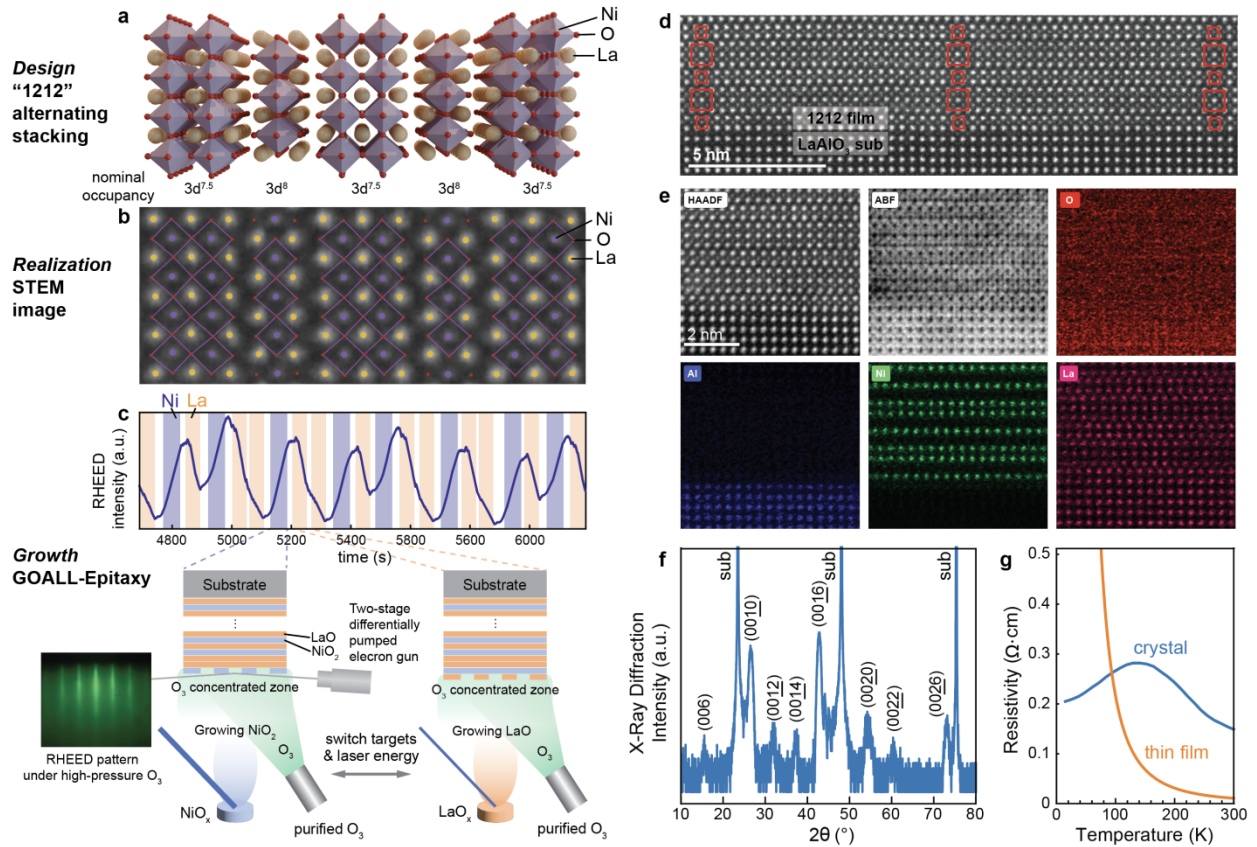 a
Ni
O
La
Design
“1212”
alternating
stacking
nominal
occupancy
3d7.5
3d8
3d7.5
3d8
3d7.5
b
Ni
O
La
Realization
STEM
image
c
Ni
La
RHEED
intensity (a.u.)
4800 5000 5200 5400 5600 5800 6000
time (s)
Growth
GOALL-Epitaxy
Substrate
LaO
NiO2
Two-stage
differentially
pumped
elecron gun
O3 concentrated zone
Growing NiO2
O3
NiOx
purified O3
RHEED pattern
under high-pressure O3
switch targets
& laser energy
Substrate
O3 concentrated zone
Growing LaO
O3
LaOx
purified O3
d
1212 film
LaAlO3 sub
5 nm
e
HAADF
2 nm
ABF
O
Al
Ni
La
f
X-Ray Diffraction
Intensity (a.u.)
(006)
sub
(0010)
(0012)
(0014)
(0016)
sub
(0020)
(0022)
(0026)
sub
10 20 30 40 50 60 70 80
2θ (°)
g
Resistivity (Ω·cm)
0.5
0.4
0.3
0.2
0.1
0
crystal
thin film
0 100 200 300
Temperature (K)